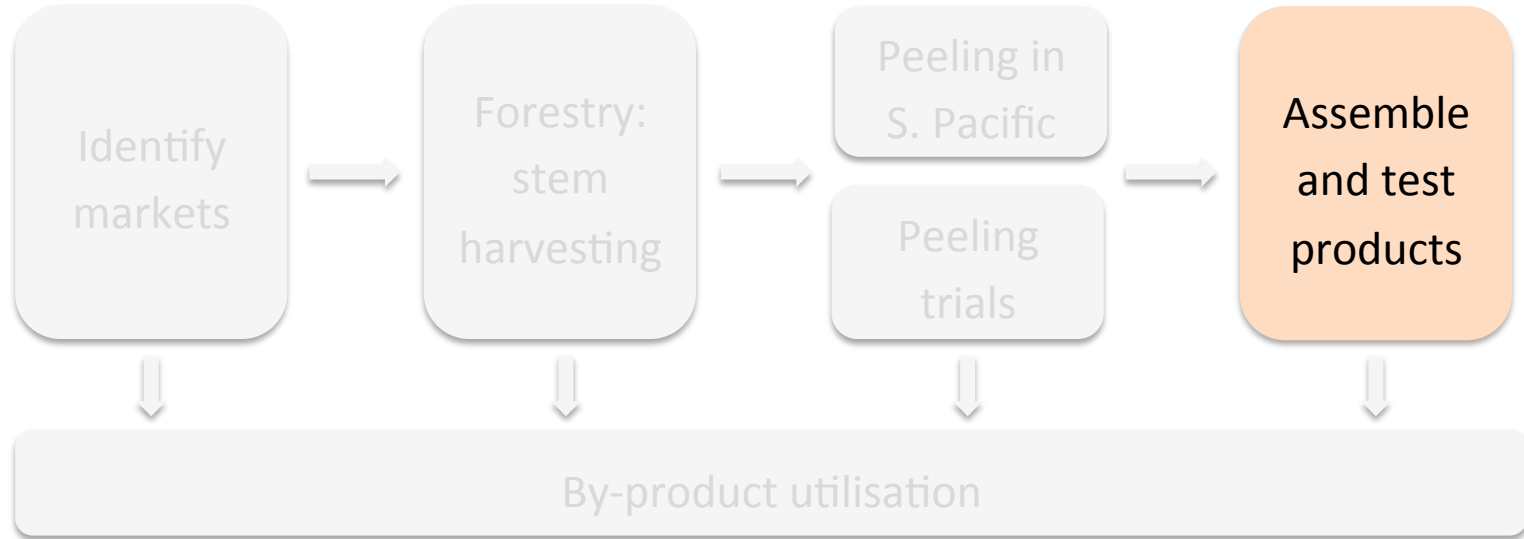 Identify
markets
Forestry:
stem
harvesting
Peeling in
S. Pacific
Peeling
trials
Assemble
and test
products
By-product utilisation